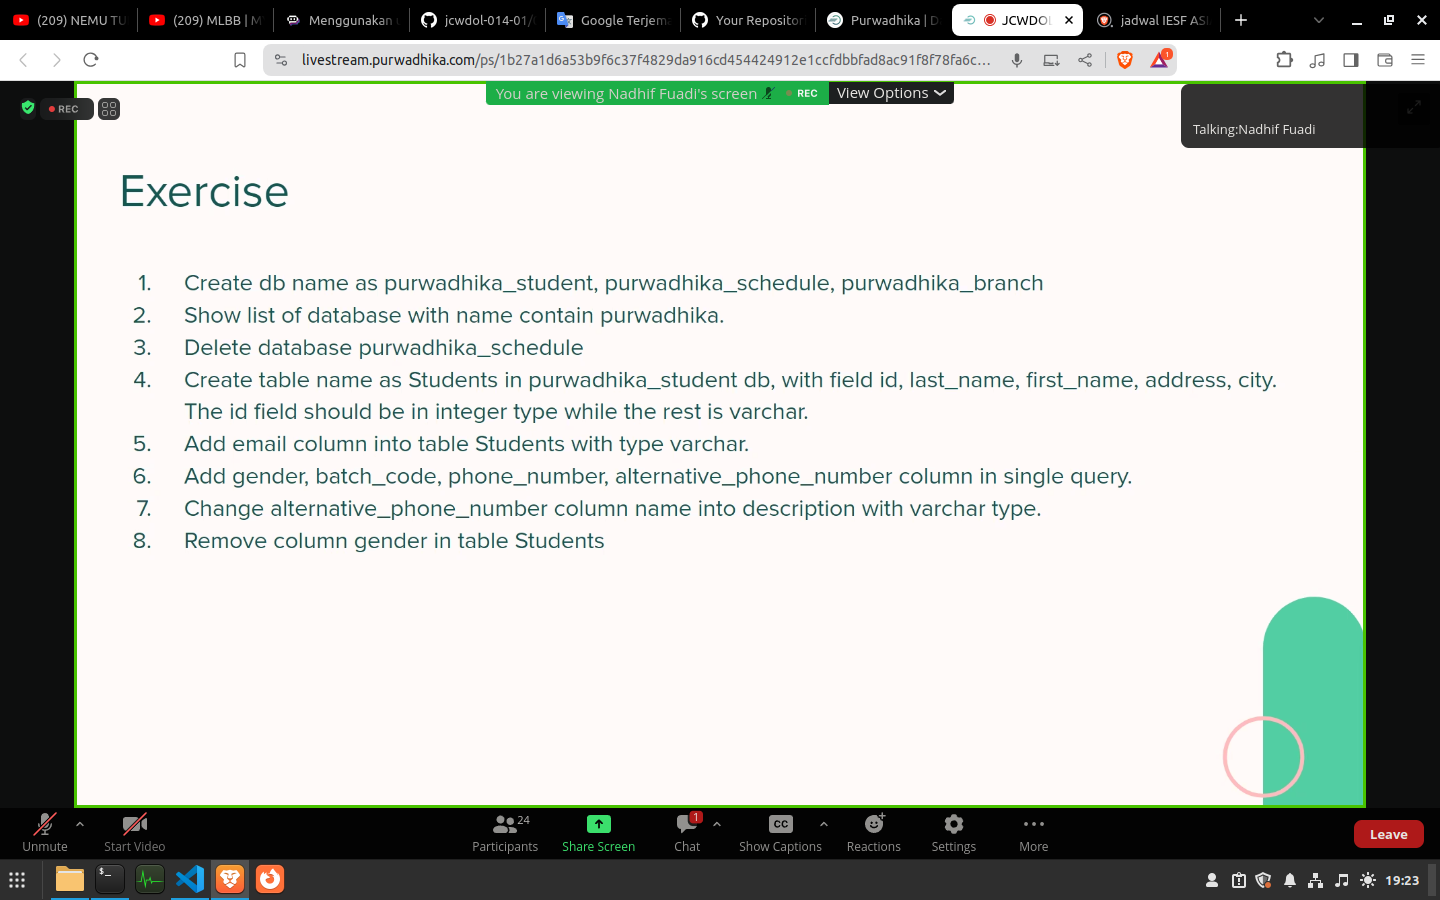 (209) NEMU TU
(209) MLBB | M
Menggunakan
jcwdol-014-01/
Google Terjem
Your Repositor
Purwadhika | D
JCWDOL
jadwal IESF AS
livestream.purwadhika.com/ps/1b27a1d6a53b9f6c37f4829da916cd454424912e1ccfdbbfad8ac91f8f78fa6c...
1
REC
You are viewing Nadhif Fuadi's screen
REC
View Options
Talking:Nadhif Fuadi
Exercise
1. Create db name as purwadhika_student, purwadhika_schedule, purwadhika_branch
2. Show list of database with name contain purwadhika.
3. Delete database purwadhika_schedule
4. Create table name as Students in purwadhika_student db, with field id, last_name, first_name, address, city.
The id field should be in integer type while the rest is varchar.
5. Add email column into table Students with type varchar.
6. Add gender, batch_code, phone_number, alternative_phone_number column in single query.
7. Change alternative_phone_number column name into description with varchar type.
8. Remove column gender in table Students
Unmute
Start Video
24
Participants
Share Screen
1
Chat
CC
Show Captions
Reactions
Settings
More
Leave
$_
19:23